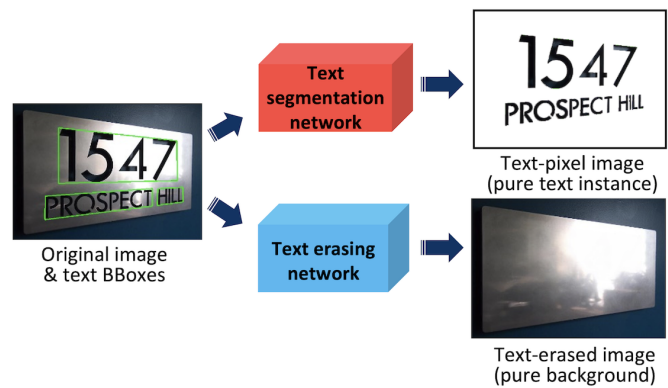 1547
PROSPECT HILL
Original image
& text BBoxes
Text
segmentation
network
Text erasing
network
1547
PROSPECT HILL
Text-pixel image
(pure text instance)
Text-erased image
(pure background)